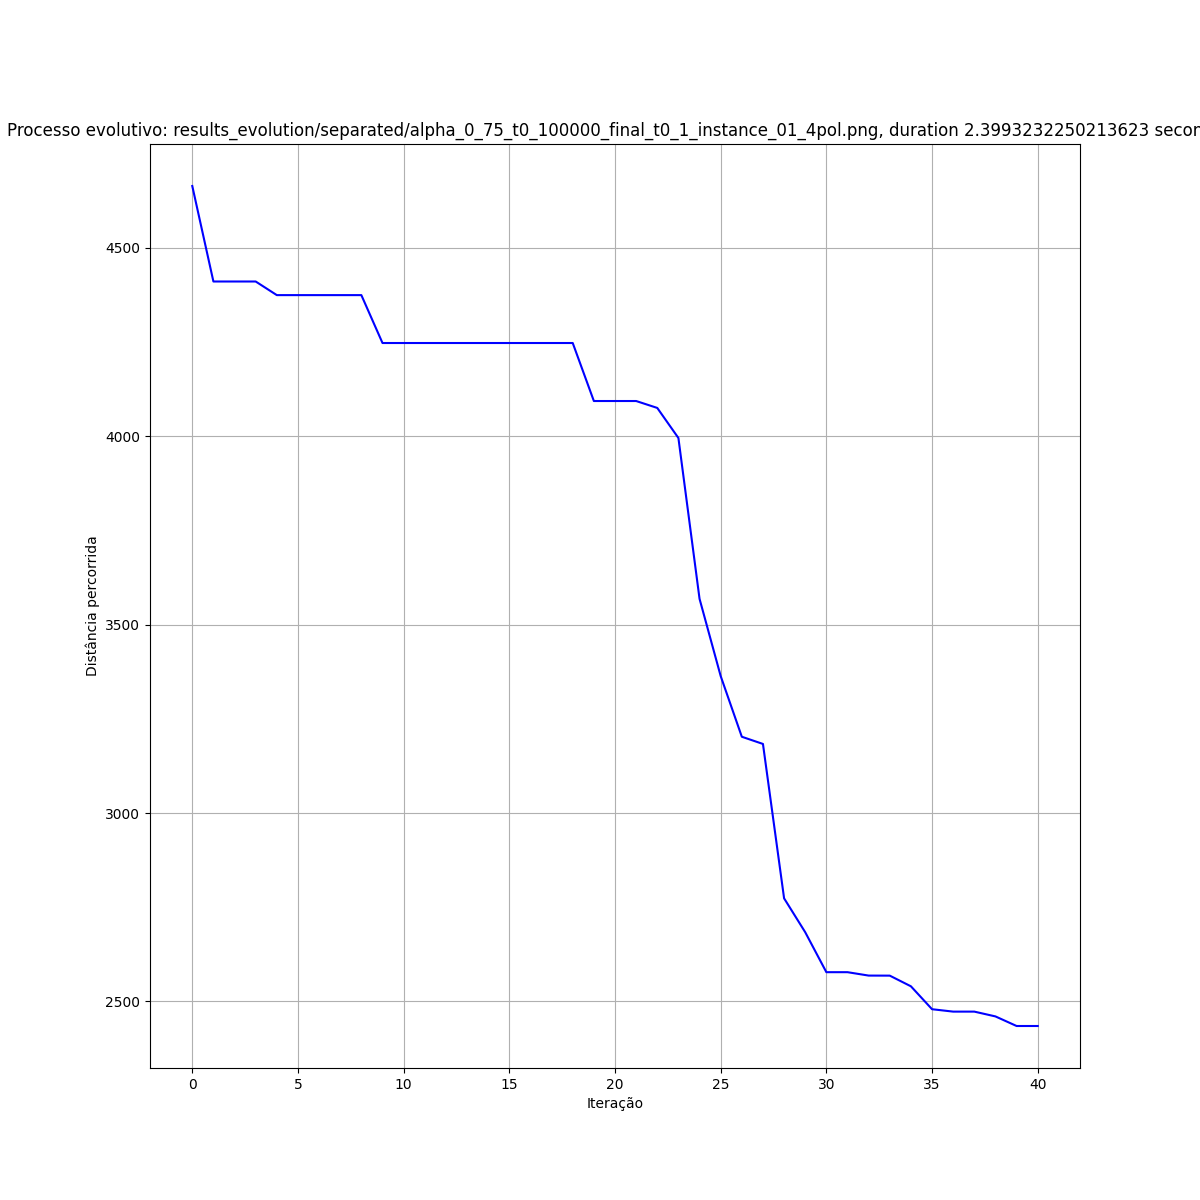 Processo evolutivo: results_evolution/separated/alpha_0_75_t0_100000_final_t0_1_instance_01_4pol.png, duration 2.3993232250213623 secor
4500
4000
3500
3000
2500
Distância percorrida
0 5 10 15 20 25 30 35 40
Iteração